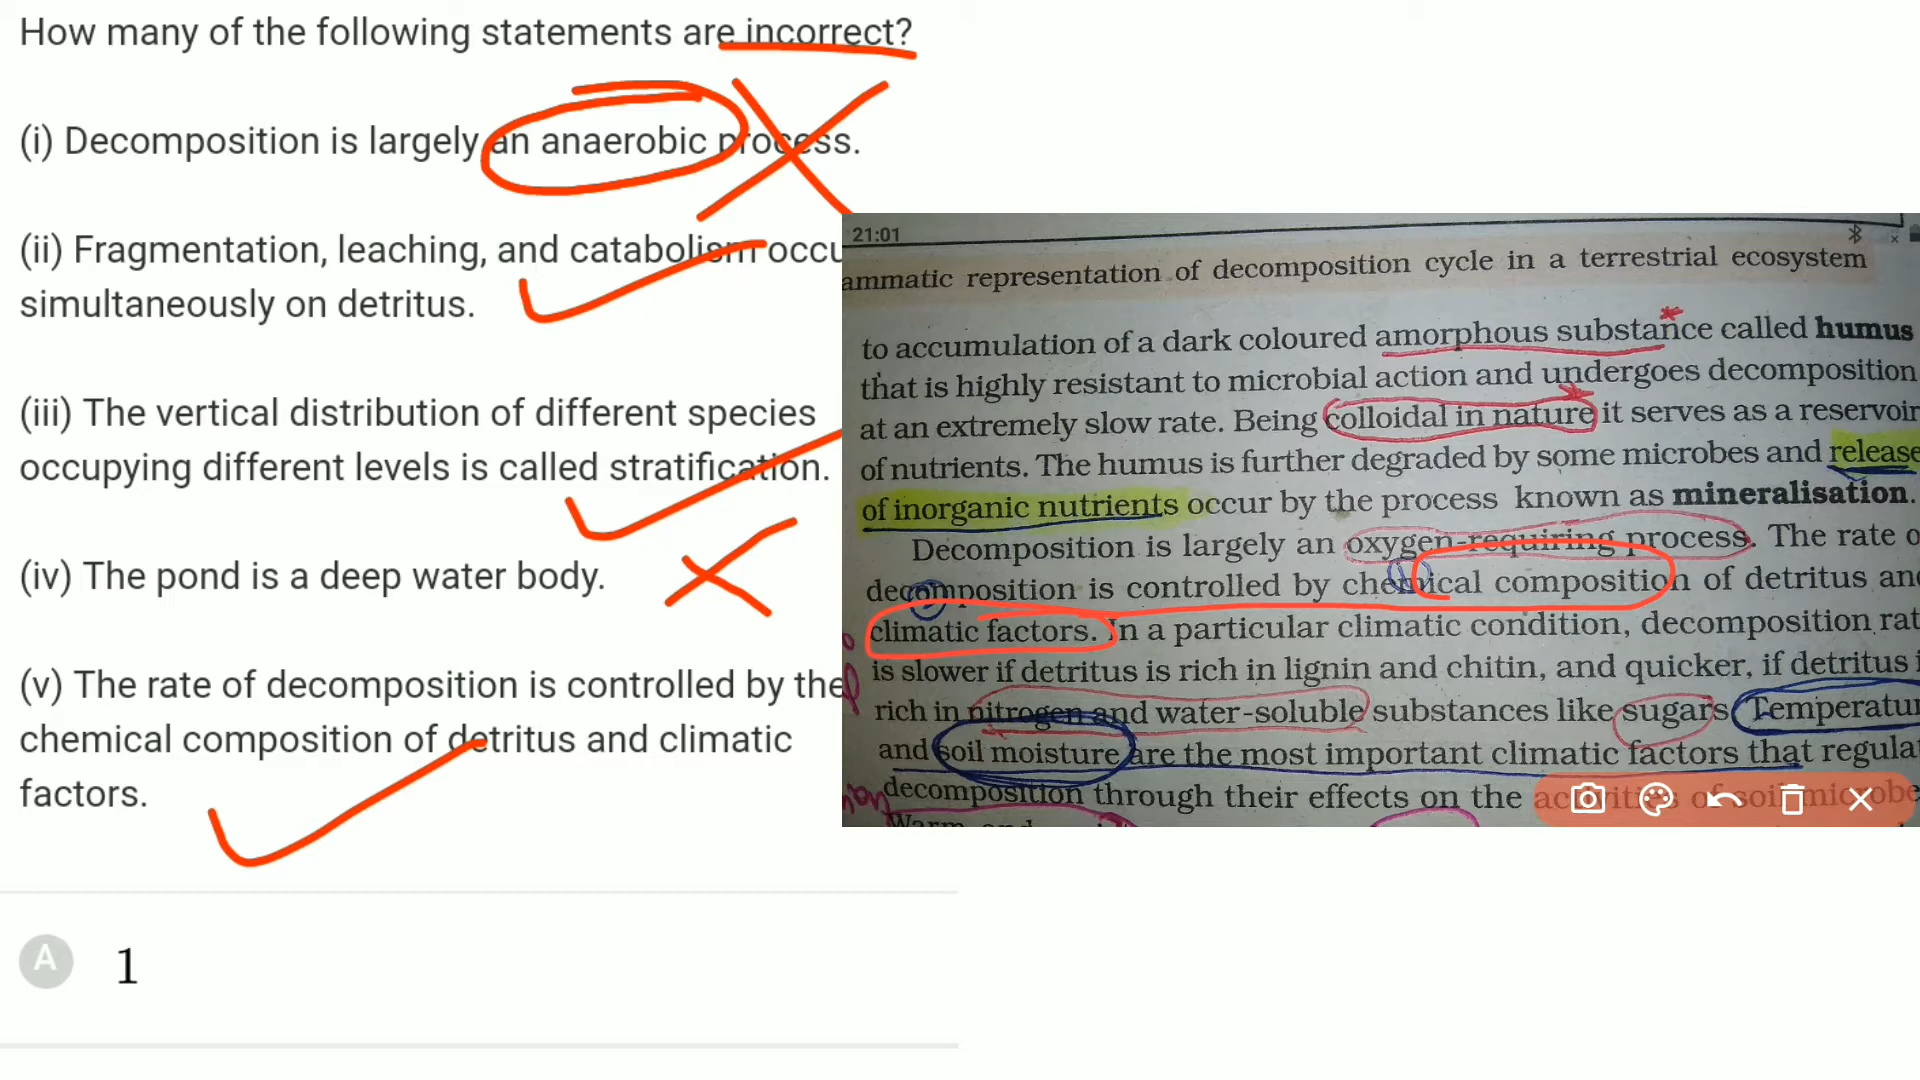 How many of the following statements are incorrect?
(i) Decomposition is largely an anaerobic process.
(ii) Fragmentation, leaching, and catabolism occu
simultaneously on detritus.
(iii) The vertical distribution of different species
occupying different levels is called stratification.
(iv) The pond is a deep water body.
(v) The rate of decomposition is controlled by the
chemical composition of detritus and climatic
factors.
A 1
21:01
ammatic representation of decomposition cycle in a terrestrial ecosystem
to accumulation of a dark coloured amorphous substance called humus
that is highly resistant to microbial action and undergoes decomposition
at an extremely slow rate. Being colloidal in nature it serves as a reservoir
of nutrients. The humus is further degraded by some microbes and release
of inorganic nutrients occur by the process known as mineralisation.
Decomposition is largely an oxygen-requiring process. The rate o
decomposition is controlled by chemical composition of detritus and
climatic factors. In a particular climatic condition, decomposition rat
is slower if detritus is rich in lignin and chitin, and quicker, if detritus i
rich in nitrogen and water-soluble substances like sugars. Temperatur
and soil moisture are the most important climatic factors that regulat
decomposition through their effects on the activities of soil microbe
Warm and